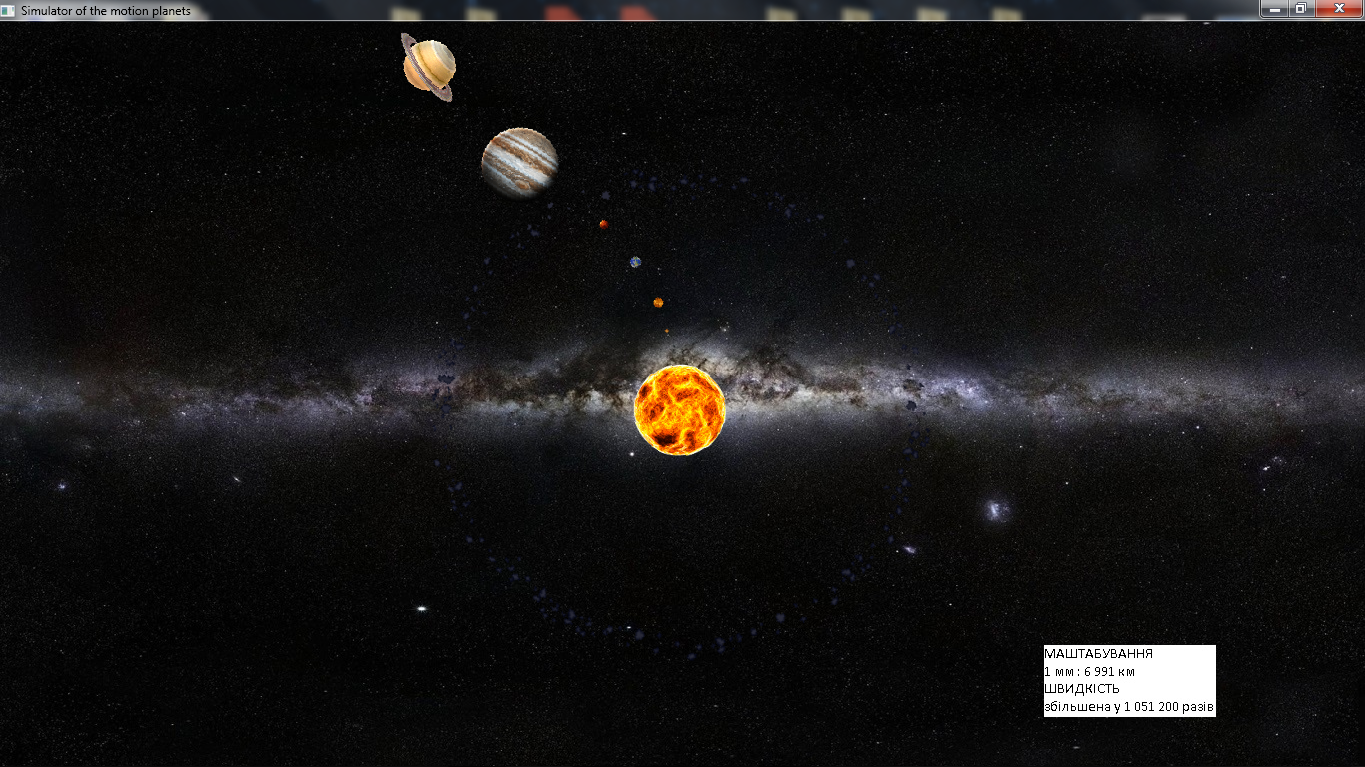 Simulator of the motion planets
МАШТАБУВАННЯ
1 мм : 6 991 км
ШВИДКІСТЬ
збільшена у 1 051 200 разів